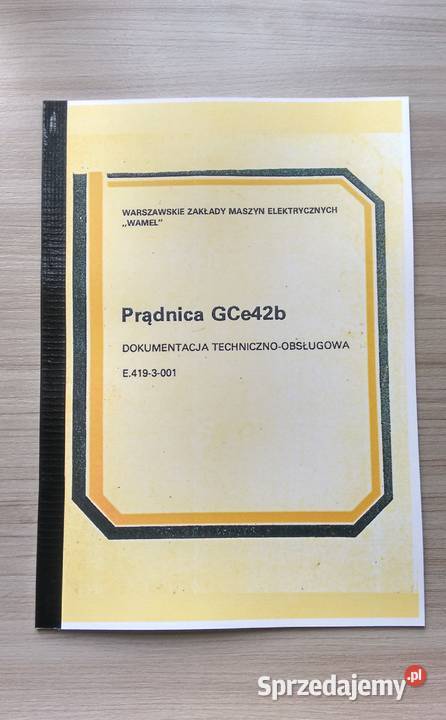 WARSZAWSKIE ZAKŁADY MASZYN ELEKTRYCZNYCH
„WAMEL"
Prądnica GCe42b
DOKUMENTACJA TECHNICZNO-OBSŁUGOWA
E.419-3-001
Sprzedajemy.pl